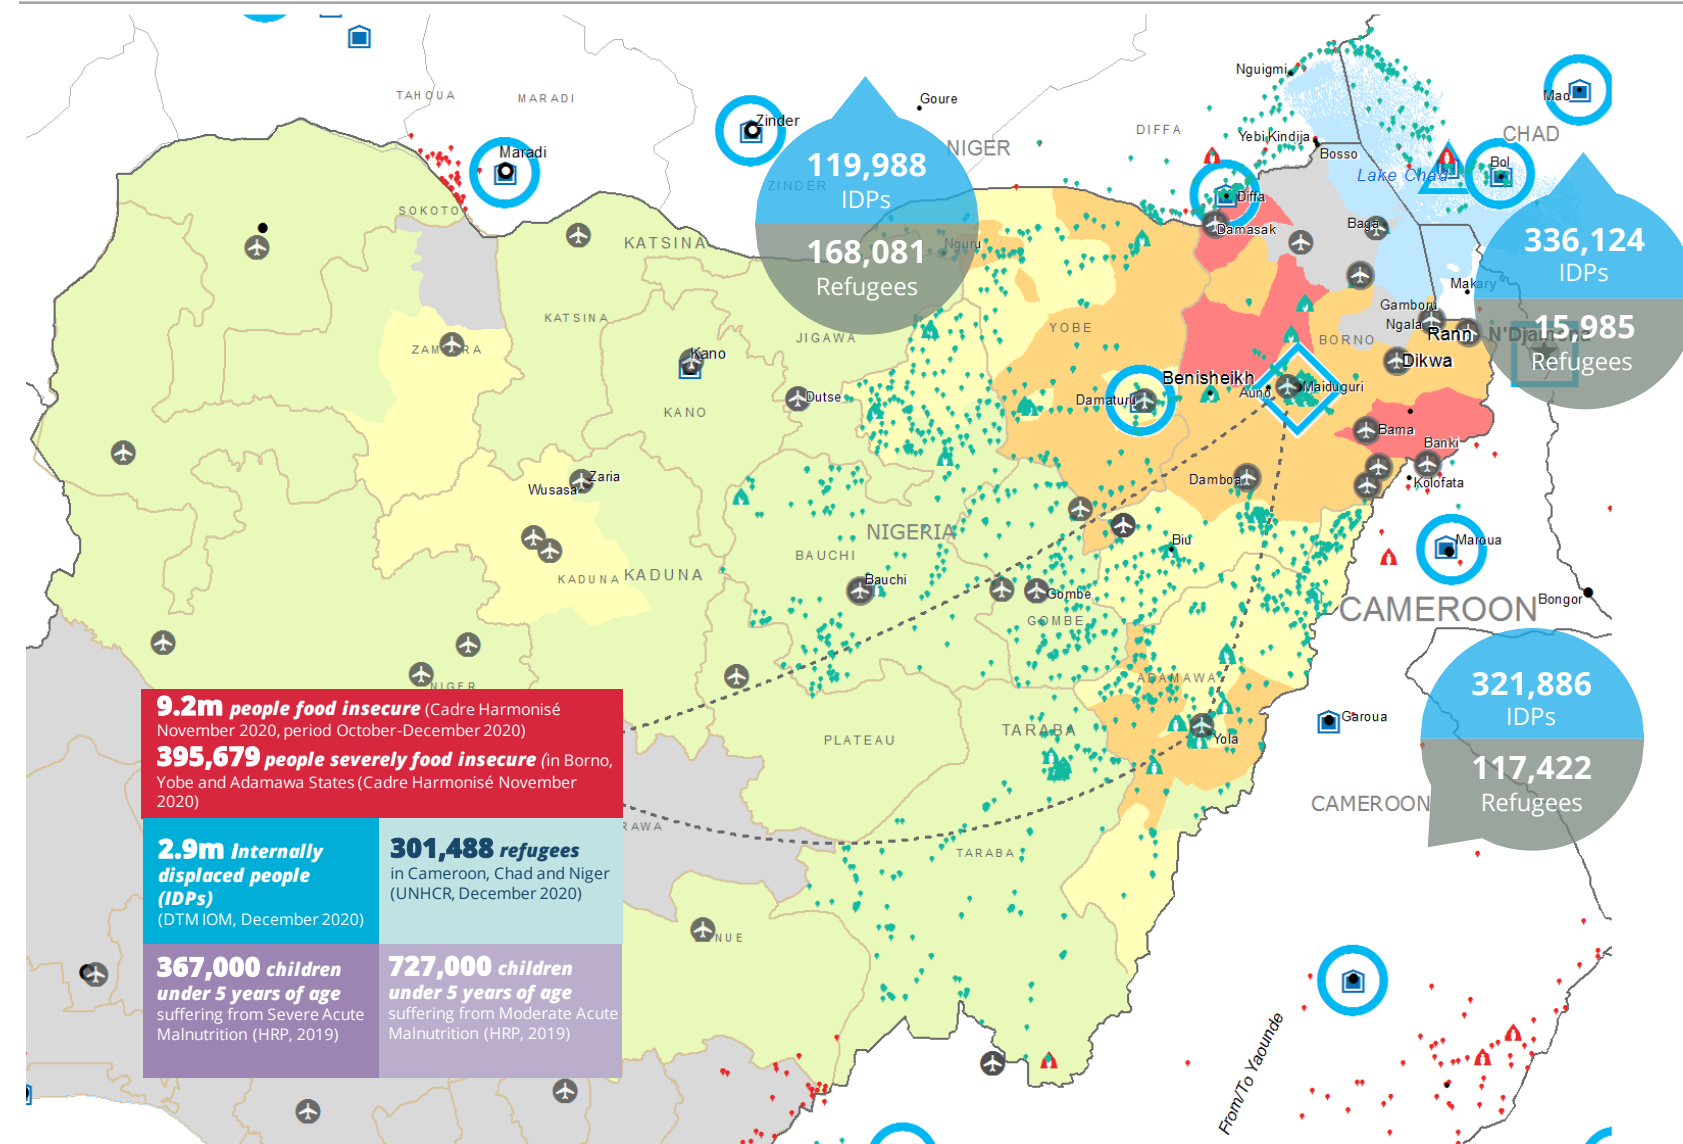 TAHOUA
MARADI
Maradi
Zinder
ZINDER
Goure
NIGER
DIFFA
Nguigmi
Yebi Kindija
Bosso
Lake Chad
CHAD
Mao
Bol
Diffa
Damasak
Baga
Makary
119,988
IDPs
168,081
Refugees
336,124
IDPs
15,985
Refugees
SOKOTO
KATSINA
KATSINA
ZAMFARA
Kano
KANO
JIGAWA
Dutse
Nguru
YOBE
BORNO
Gamboru
Ngala
Rann
N'Djamena
Dikwa
Benisheikh
Auno
Maiduguri
Damaturu
Bama
Banki
Kolofata
Damboa
Zaria
Wusasa
KADUNA
KADUNA
NIGERIA
BAUCHI
Bauchi
Biu
Gombe
GOMBE
Maroua
CAMEROON
Bongor
NIGER
PLATEAU
TARABA
ADAMAWA
Yola
Garoua
321,886
IDPs
117,422
Refugees
CAMEROON
RAWA
TARABA
NUE
9.2m people food insecure (Cadre Harmonisé
November 2020, period October-December 2020)
395,679 people severely food insecure (in Borno,
Yobe and Adamawa States (Cadre Harmonisé November
2020)
2.9m Internally
displaced people
(IDPs)
(DTM IOM, December 2020)
301,488 refugees
in Cameroon, Chad and Niger
(UNHCR, December 2020)
367,000 children
under 5 years of age
suffering from Severe Acute
Malnutrition (HRP, 2019)
727,000 children
under 5 years of age
suffering from Moderate Acute
Malnutrition (HRP, 2019)
From/To Yaounde